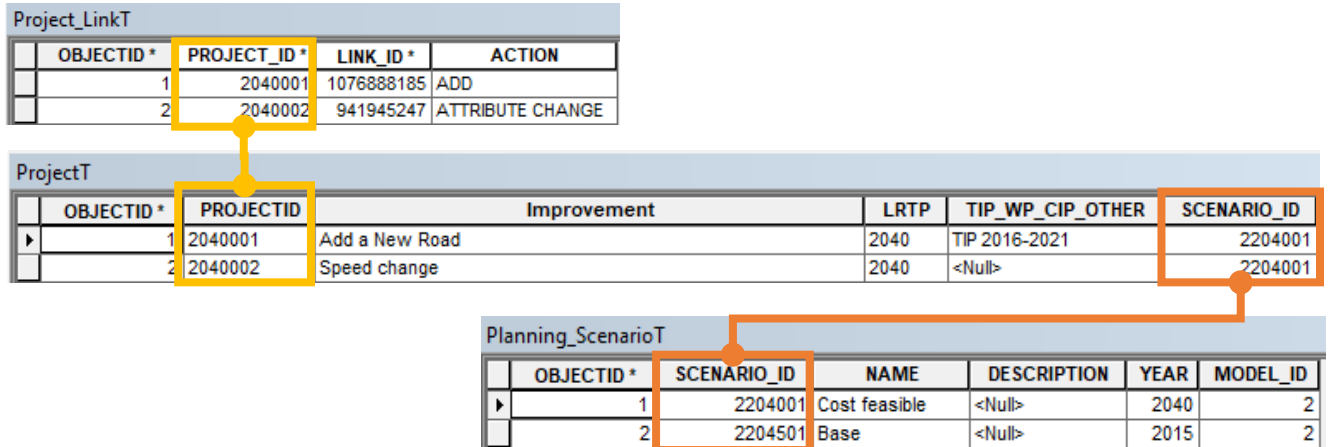 Project_LinkT
OBJECTID * PROJECT_ID * LINK_ID * ACTION
1 2040001 1076888185 ADD
2 2040002 941945247 ATTRIBUTE CHANGE
ProjectT
OBJECTID * PROJECTID Improvement LRTP TIP_WP_CIP_OTHER SCENARIO_ID
1 2040001 Add a New Road 2040 TIP 2016-2021 2204001
2 2040002 Speed change 2040 <Null> 2204001
Planning_ScenarioT
OBJECTID * SCENARIO_ID NAME DESCRIPTION YEAR MODEL_ID
1 2204001 Cost feasible <Null> 2040 2
2 2204501 Base <Null> 2015 2